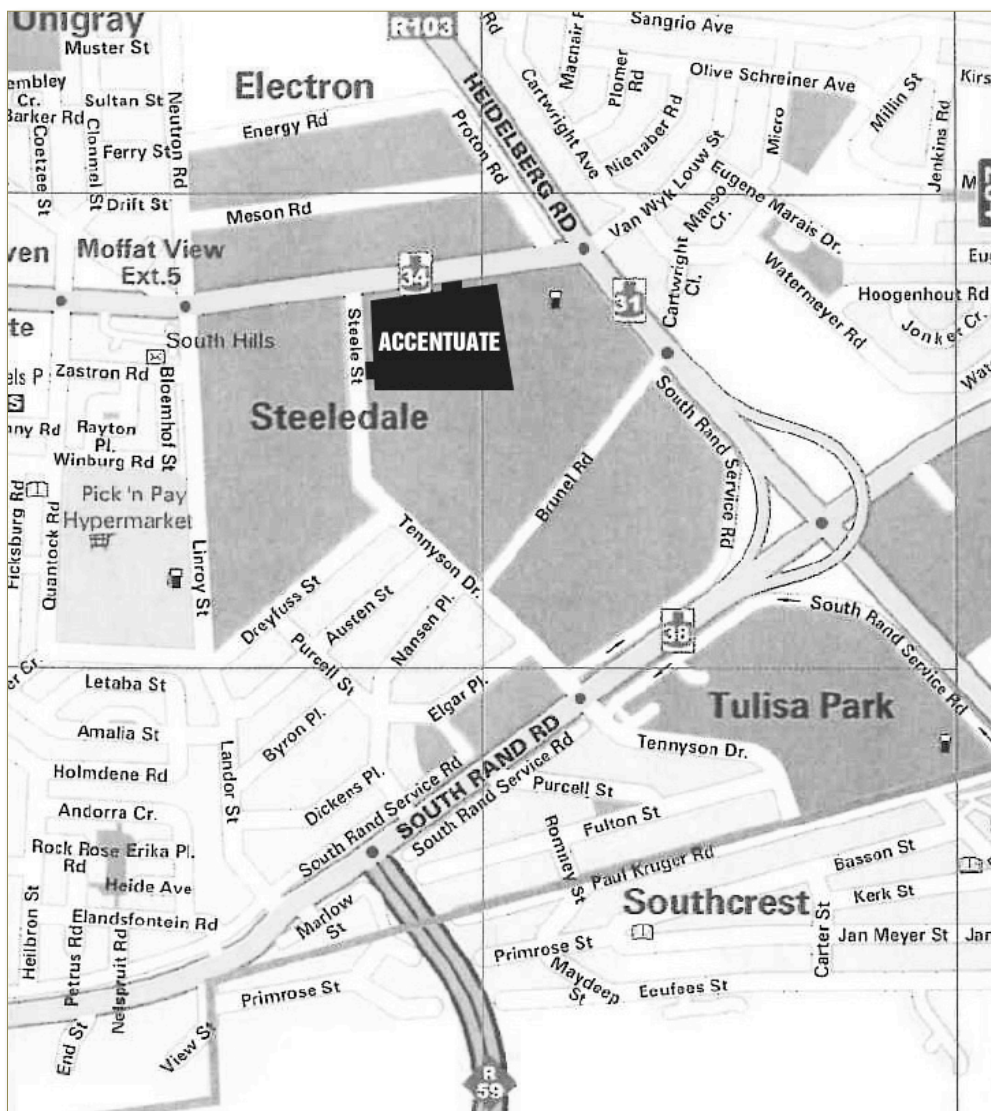 Unigray
R103
Rd
Sangrio Ave
Muster St
Macnair
Plomer Rd
Olive Schreiner Ave
Millin St
Electron
HEIDELBERG RD
Cartwright Ave
Cr.
Sultan St
Barker Rd
Neutron Rd
Energy Rd
Proton Rd
Nienaber Rd
Micro
Jenkins Rd
Coetzee St
Cloumel St
Ferry St
Van Wyk Louw St
Manso Cr.
Eugene Marais Dr.
Drift St
Meson Rd
Moffat View
Ext.5
34
31
Cartwright Cl.
Watermeyer Rd
Hoogenhout Rd
Jonker Cr.
South Hills
Steele St
ACCENTUATE
Zastron Rd
Bloemhof St
Steeledale
South Rand Service Rd
Rayton Pl.
Winburg Rd
Brunel Rd
Pick 'n Pay
Hypermarket
Ficksburg Rd
Quantock Rd
Linroy St
Tennyson Dr.
Dreyfuss St
Austen St
Nansen Pl.
Purcell St
38
South Rand Service Rd
Letaba St
Elgar Pl.
Tulisa Park
Amalia St
Byron Pl.
Tennyson Dr.
Holmdene Rd
Landor St
Dickens Pl.
South Rand Service Rd
SOUTH RAND RD
South Rand Service Rd
Purcell St
Andorra Cr.
Fulton St
Rock Rose Rd
Erika Pl.
Romney St
Paul Kruger Rd
Basson St
Heide Ave
Southcrest
Kerk St
Heilbron St
Elandsfontein Rd
Marlow St
Carter St
Jan Meyer St
Jan
Petrus Rd
Nelspruit Rd
Primrose St
Maydeep St
Primrose St
End St
View St
R
59